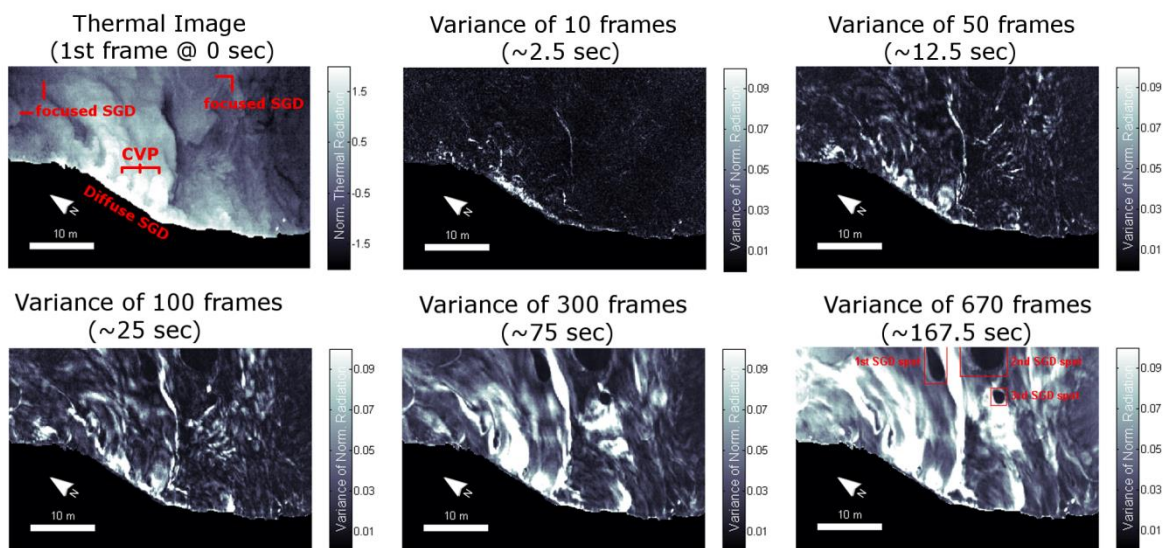 Thermal Image
(1st frame @ 0 sec)
Variance of 10 frames
(~2.5 sec)
Variance of 50 frames
(~12.5 sec)
focused SGD
focused SGD
CVP
Diffuse SGD
N
10 m
1.5
0.5
-0.5
-1.5
Norm. Thermal Radiation
N
10 m
0.09
0.07
0.05
0.03
0.01
Variance of Norm. Radiation
N
10 m
0.09
0.07
0.05
0.03
0.01
Variance of Norm. Radiation
Variance of 100 frames
(~25 sec)
Variance of 300 frames
(~75 sec)
Variance of 670 frames
(~167.5 sec)
N
10 m
0.09
0.07
0.05
0.03
0.01
Variance of Norm. Radiation
N
10 m
0.09
0.07
0.05
0.03
0.01
Variance of Norm. Radiation
1st SGD spot
2nd SGD spot
3rd SGD spot
N
10 m
0.09
0.07
0.05
0.03
0.01
Variance of Norm. Radiation